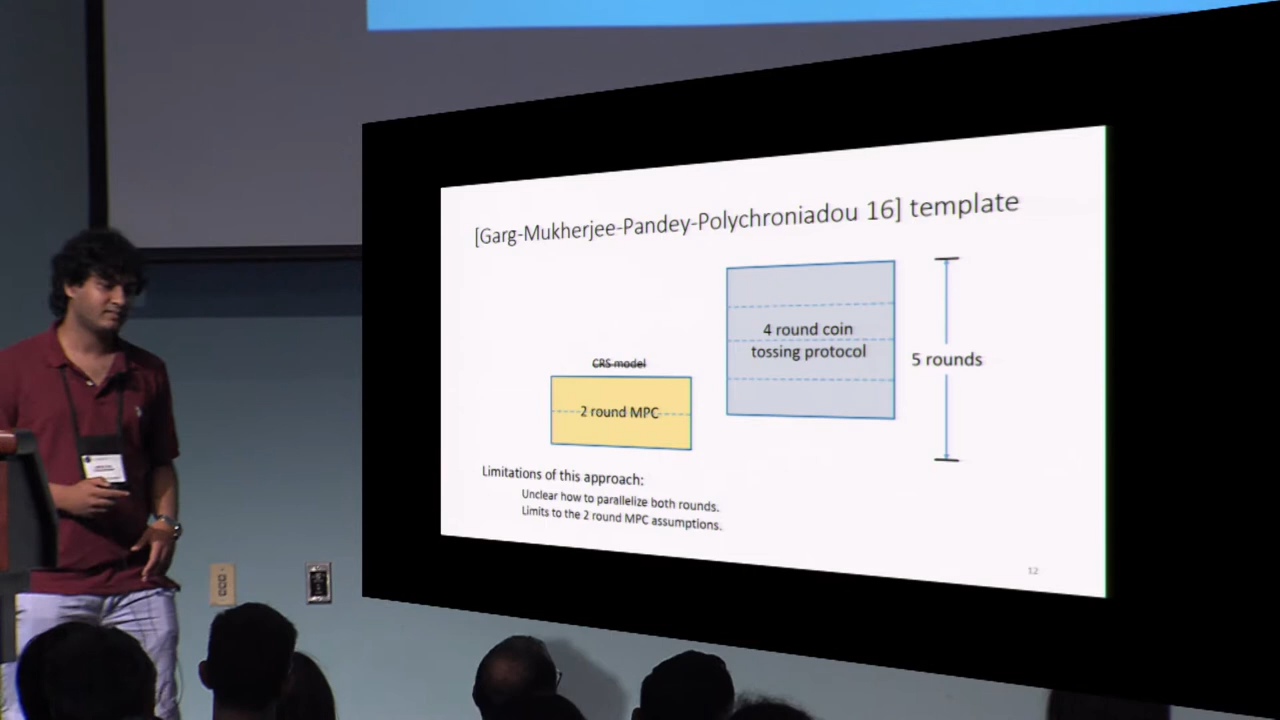 [Garg-Mukherjee-Pandey-Polychroniadou 16] template
4 round coin
tossing protocol
5 rounds
CRS model
2 round MPC
Limitations of this approach:
Unclear how to parallelize both rounds.
Limits to the 2 round MPC assumptions.
12